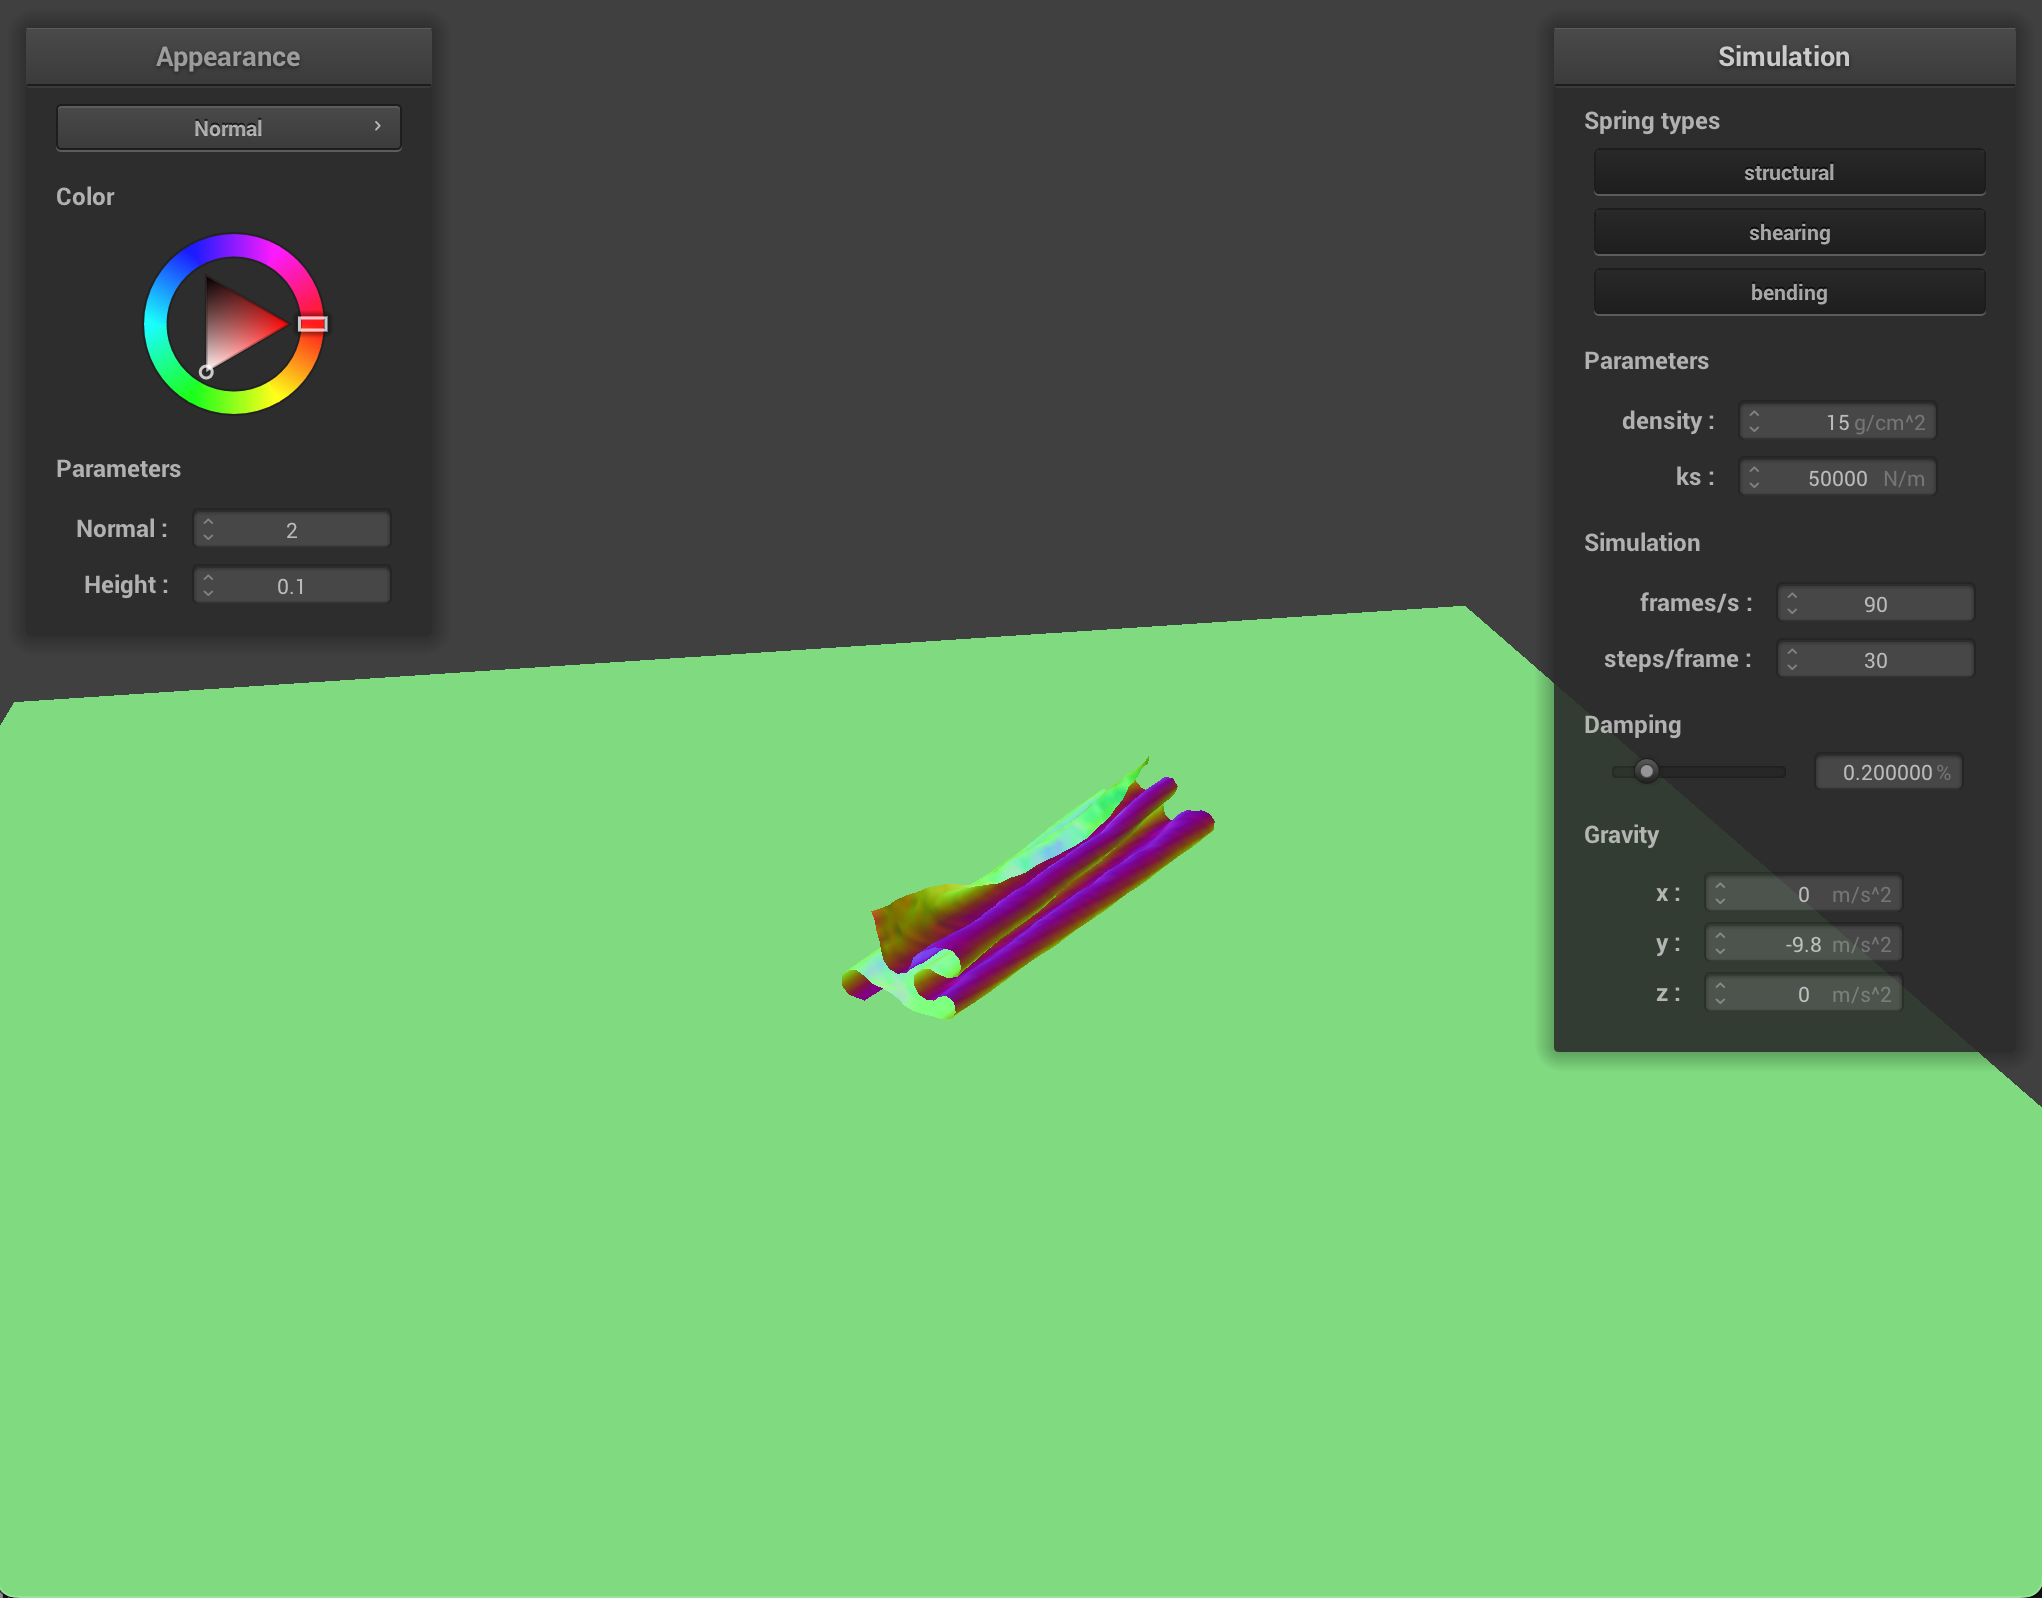 Appearance
Normal
Color
Parameters
Normal : 2
Height : 0.1
Simulation
Spring types
structural
shearing
bending
Parameters
density : 15 g/cm^2
ks : 50000 N/m
Simulation
frames/s : 90
steps/frame : 30
Damping
0.200000 %
Gravity
x : 0 m/s^2
y : -9.8 m/s^2
z : 0 m/s^2